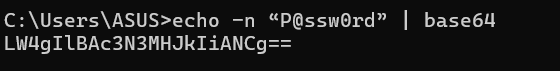 C:\Users\ASUS>echo -n “P@ssw0rd” | base64
LW4gIlBAc3N3MHJkIiANCg==